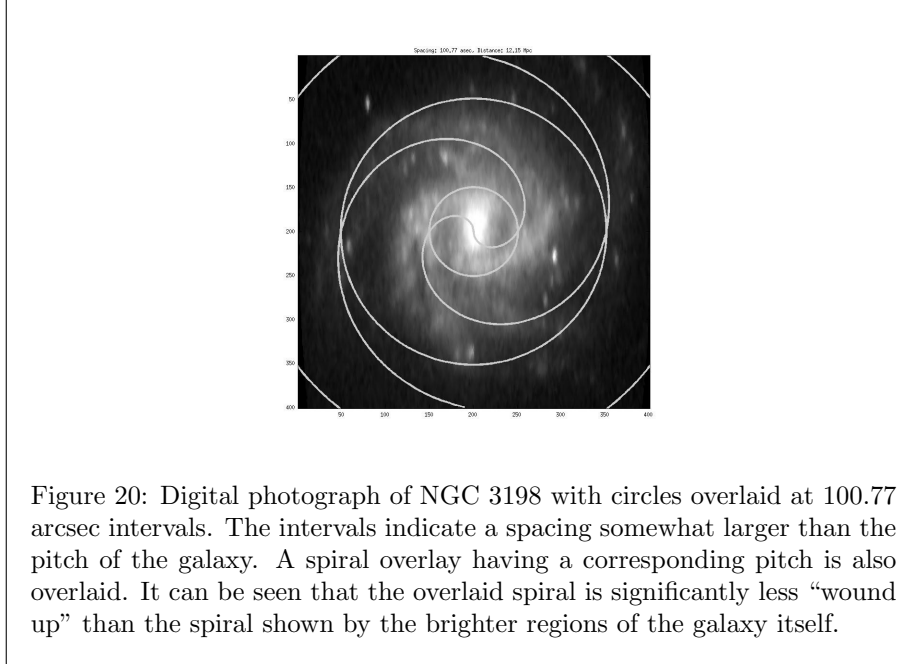 Spacing: 100.77 asec, Distance: 12.15 Mpc
50
100
150
200
250
300
350
400
50
100
150
200
250
300
350
400
Figure 20: Digital photograph of NGC 3198 with circles overlaid at 100.77
arcsec intervals. The intervals indicate a spacing somewhat larger than the
pitch of the galaxy. A spiral overlay having a corresponding pitch is also
overlaid. It can be seen that the overlaid spiral is significantly less “wound
up” than the spiral shown by the brighter regions of the galaxy itself.